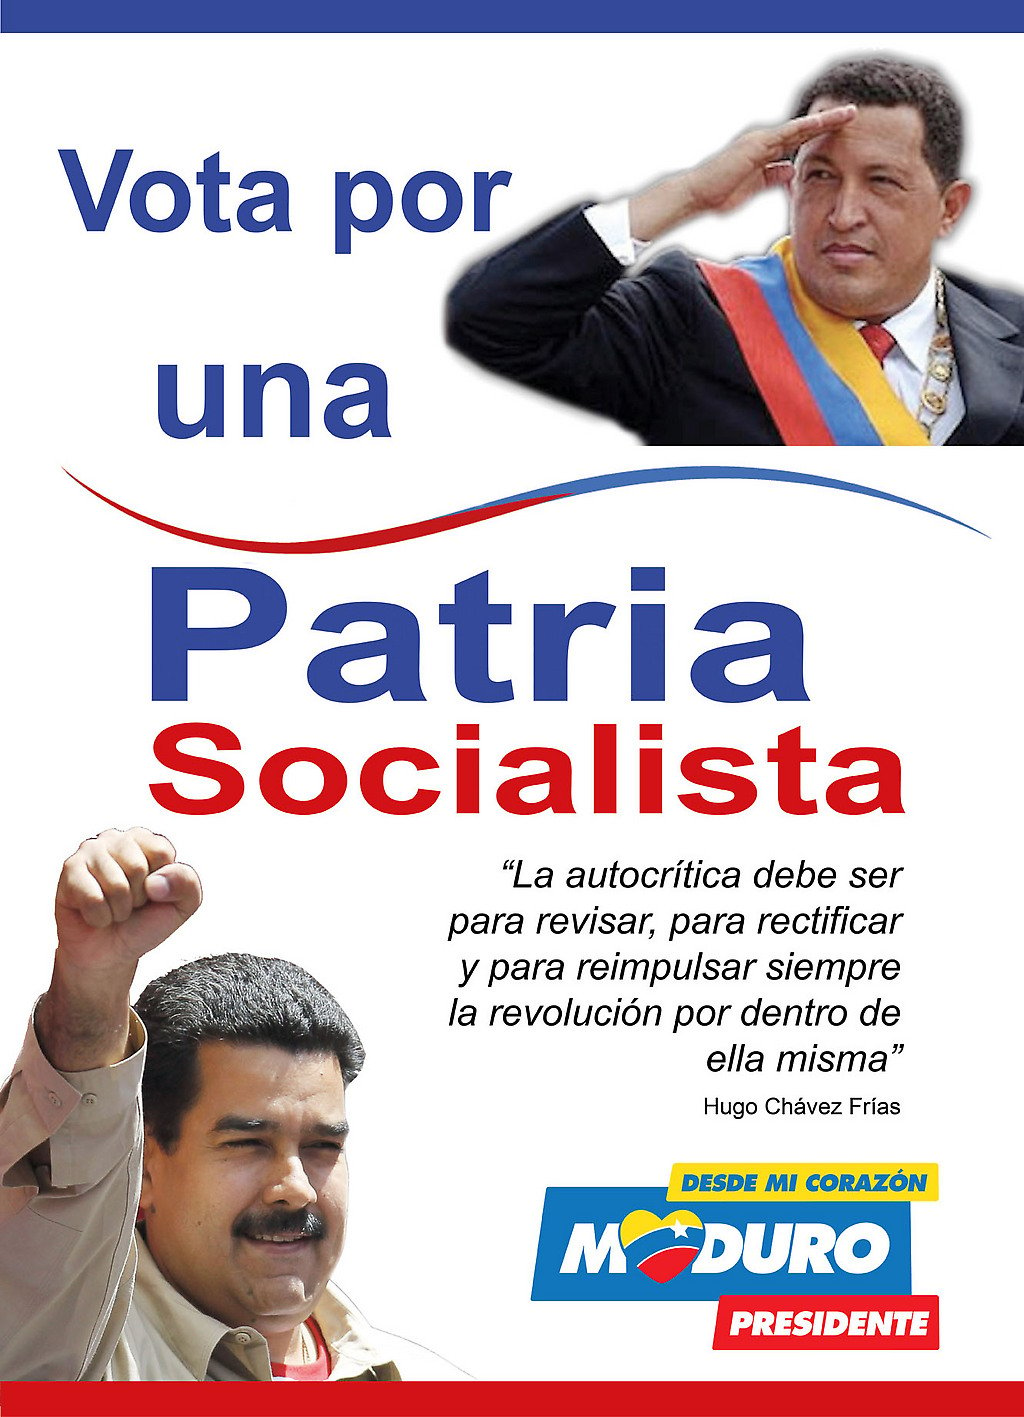 Vota por
una
Patria
Socialista
“La autocrítica debe ser
para revisar, para rectificar
y para reimpulsar siempre
la revolución por dentro de
ella misma”
Hugo Chávez Frías
DESDE MI CORAZÓN
MADURO
PRESIDENTE